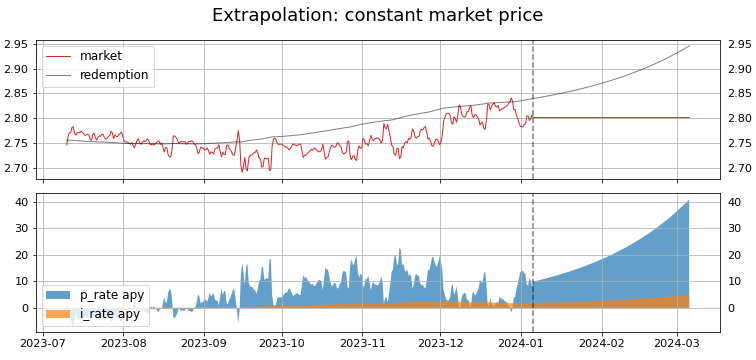 Extrapolation: constant market price
2.95 2.95
market
2.90 2.90
redemption
2.85 2.85
2.80 2.80
2.75 2.75
2.70 2.70
40 40
30 30
20 20
10 10
p_rate apy
0 0
i_rate apy
2023-07 2023-08 2023-09 2023-10 2023-11 2023-12 2024-01 2024-02 2024-03